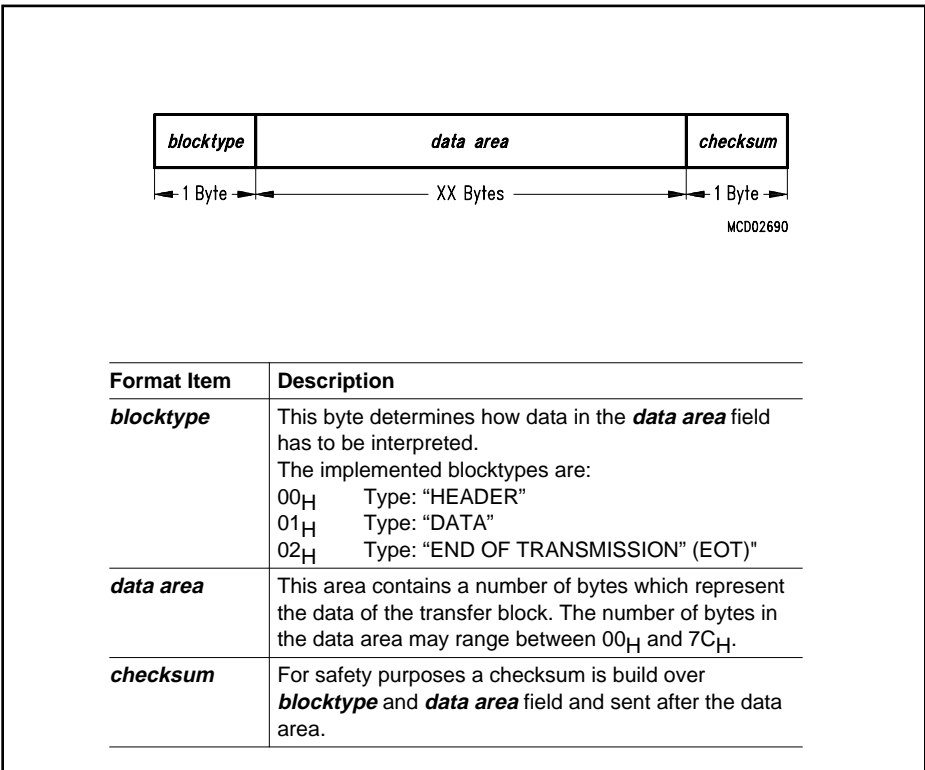 blocktype data area checksum
1 Byte XX Bytes 1 Byte
MCD02690
Format Item Description
blocktype This byte determines how data in the data area field
has to be interpreted.
The implemented blocktypes are:
00H Type: “HEADER”
01H Type: “DATA”
02H Type: “END OF TRANSMISSION” (EOT)"
data area This area contains a number of bytes which represent
the data of the transfer block. The number of bytes in
the data area may range between 00H and 7CH.
checksum For safety purposes a checksum is build over
blocktype and data area field and sent after the data
area.